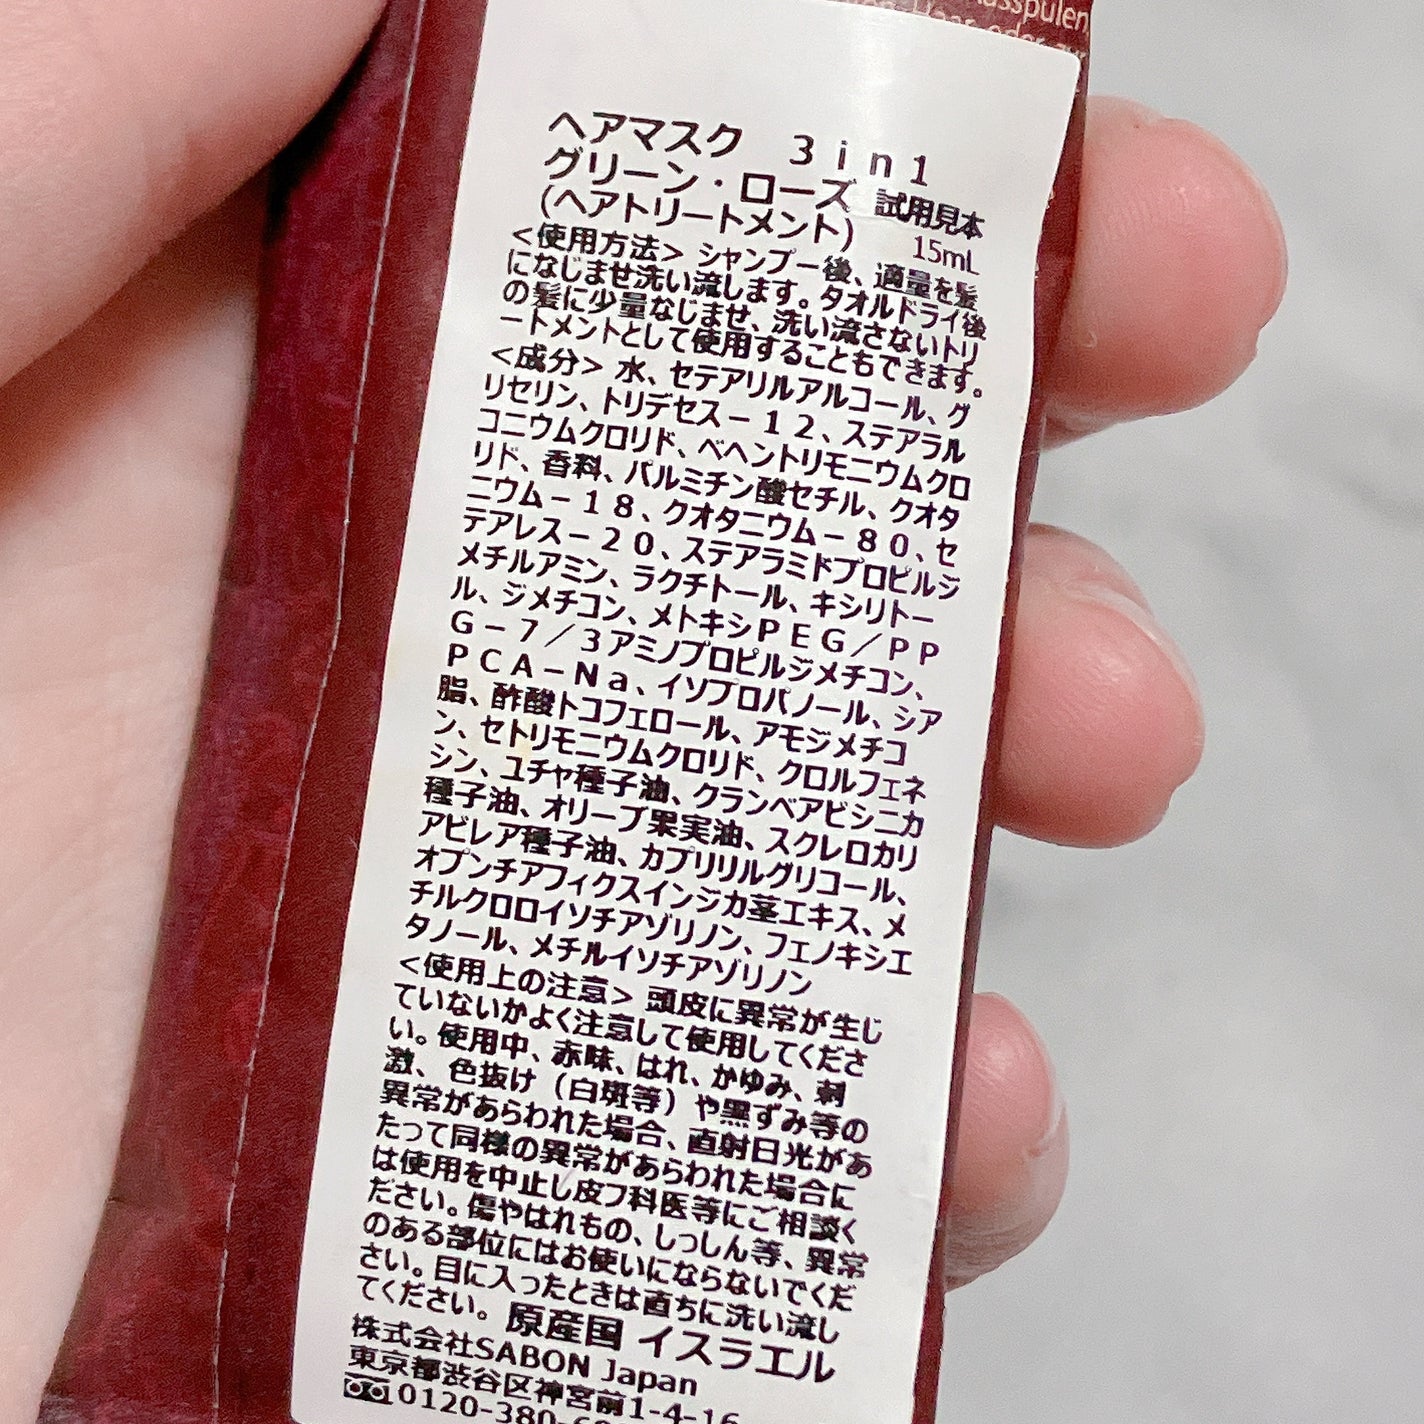 ausspülen
Haar oder
ヘアマスク 3in1
グリーン・ローズ 試用見本
(ヘアトリートメント) 15mL
<使用方法> シャンプー後、適量を髪
になじませ洗い流します。タオルドライ後
の髪に少量なじませ、洗い流さないトリ
ートメントとして使用することもできます。
<成分> 水、セテアリルアルコール、グ
リセリン、トリデセス-12、ステアラル
コニウムクロリド、ベヘントリモニウムクロ
リド、香料、パルミチン酸セチル、クオタ
ニウム-18、クオタニウム-80、セ
テアレス-20、ステアラミドプロピルジ
メチルアミン、ラクチトール、キシリトー
ル、ジメチコン、メトキシPEG/PP
G-7/3アミノプロピルジメチコン、
PCA-Na、イソプロパノール、シア
脂、酢酸トコフェロール、アモジメチコ
ン、セトリモニウムクロリド、クロルフェネ
シン、ユチャ種子油、クランベアビシニカ
種子油、オリーブ果実油、スクレロカリ
アビレア種子油、カプリリルグリコール、
オプンチアフィクスインジカ茎エキス、メ
チルクロロイソチアゾリノン、フェノキシエ
タノール、メチルイソチアゾリノン
<使用上の注意> 頭皮に異常が生じ
ていないかよく注意して使用してくださ
い。使用中、赤味、はれ、かゆみ、刺
激、色抜け(白斑等)や黒ずみ等の
異常があらわれた場合、直射日光があ
たって同様の異常があらわれた場合に
は使用を中止し皮フ科医等にご相談く
ださい。傷やはれもの、しっしん等、異常
のある部位にはお使いにならないでくだ
さい。目に入ったときは直ちに洗い流し
てください。 原産国 イスラエル
株式会社SABON Japan
東京都渋谷区神宮前1-4-16
0120-380-6